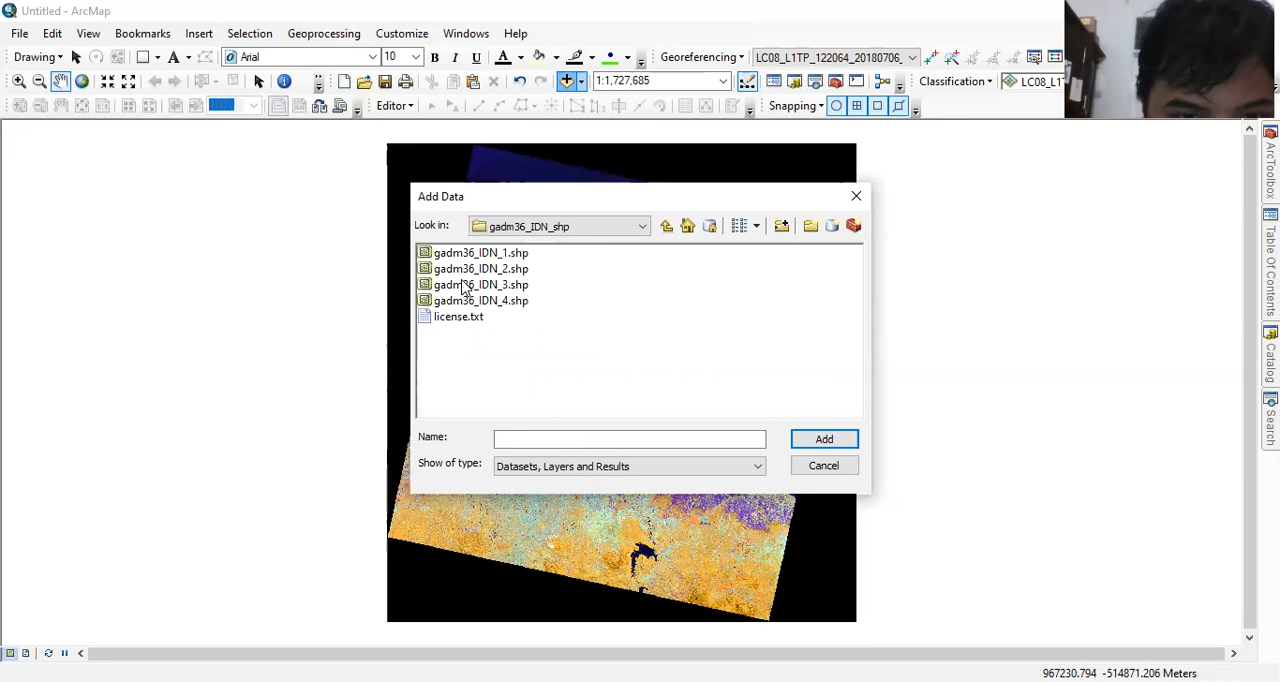 Untitled - ArcMap
File Edit View Bookmarks Insert Selection Geoprocessing Customize Windows Help
Drawing Arial 10 B I U A Georeferencing LC08_L1TP_122064_20180706_
1:1,727,685 Classification LC08_L1
Editor Snapping
Add Data
Look in: gadm36_IDN_shp
gadm36_IDN_1.shp
gadm36_IDN_2.shp
gadm36_IDN_3.shp
gadm36_IDN_4.shp
license.txt
Name: Add
Show of type: Datasets, Layers and Results Cancel
ArcToolbox
Table Of Contents
Catalog
Search
967230.794 -514871.206 Meters